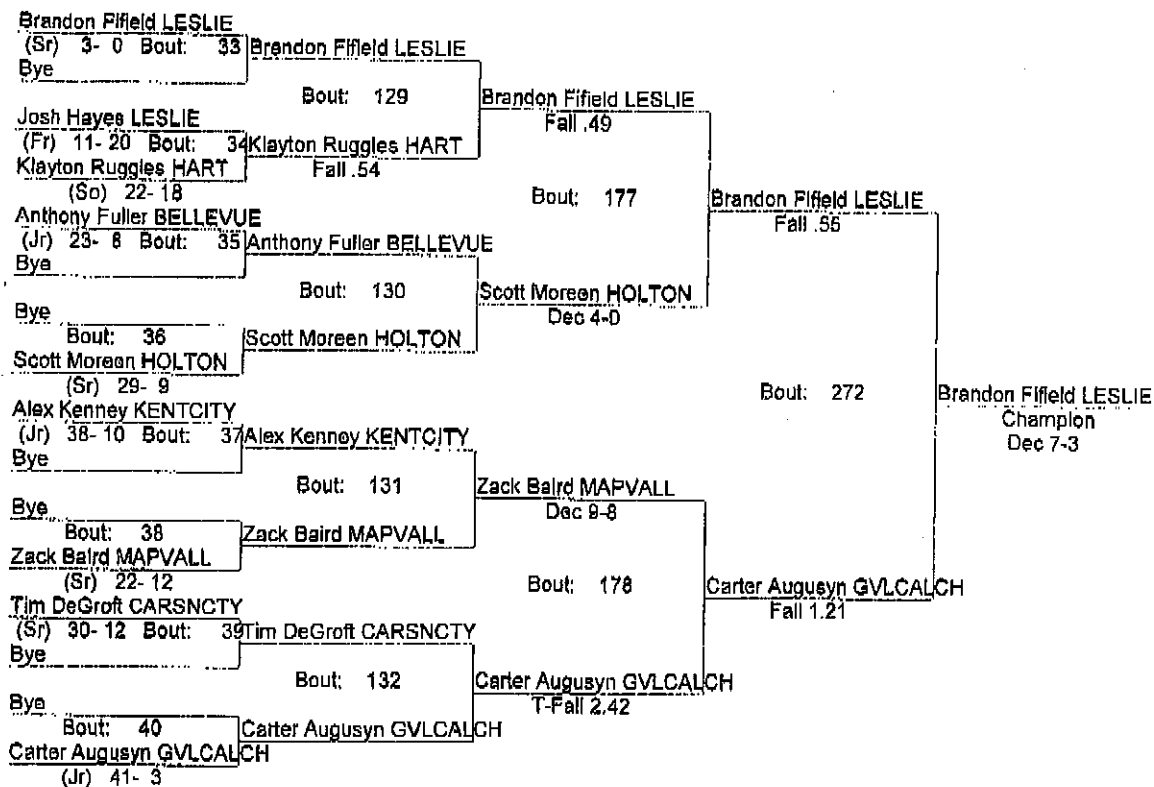 Brandon Fifield LESLIE
(Sr) 3- 0 Bout: 33
Bye
Josh Hayes LESLIE
(Fr) 11- 20 Bout: 34
Klayton Ruggles HART
(So) 22- 18
Anthony Fuller BELLEVUE
(Jr) 23- 8 Bout: 35
Bye
Bye
Bout: 36
Scott Moreen HOLTON
(Sr) 29- 9
Alex Kenney KENTCITY
(Jr) 38- 10 Bout: 37
Bye
Bye
Bout: 38
Zack Baird MAPVALL
(Sr) 22- 12
Tim DeGroft CARSNCTY
(Sr) 30- 12 Bout: 39
Bye
Bye
Bout: 40
Carter Augusyn GVLCALCH
(Jr) 41- 3
Brandon Fifield LESLIE
Bout: 129
Klayton Ruggles HART
Fall .54
Anthony Fuller BELLEVUE
Bout: 130
Scott Moreen HOLTON
Alex Kenney KENTCITY
Bout: 131
Zack Baird MAPVALL
Tim DeGroft CARSNCTY
Bout: 132
Carter Augusyn GVLCALCH
Brandon Fifield LESLIE
Fall .49
Bout: 177
Scott Moreen HOLTON
Dec 4-0
Zack Baird MAPVALL
Dec 9-8
Bout: 178
Carter Augusyn GVLCALCH
T-Fall 2.42
Brandon Fifield LESLIE
Fall .55
Bout: 272
Carter Augusyn GVLCALCH
Fall 1.21
Brandon Fifield LESLIE
Champion
Dec 7-3